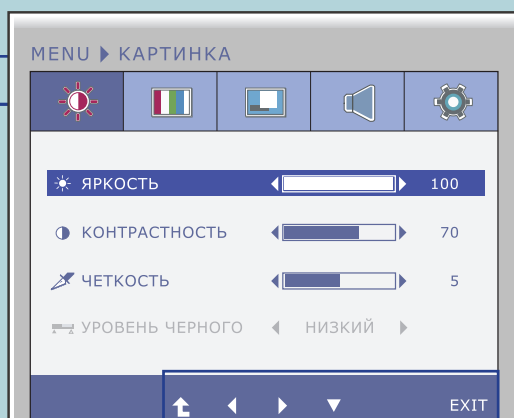 MENU КАРТИНКА
ЯРКОСТЬ 100
КОНТРАСТНОСТЬ 70
ЧЕТКОСТЬ 5
УРОВЕНЬ ЧЕРНОГО НИЗКИЙ
EXIT